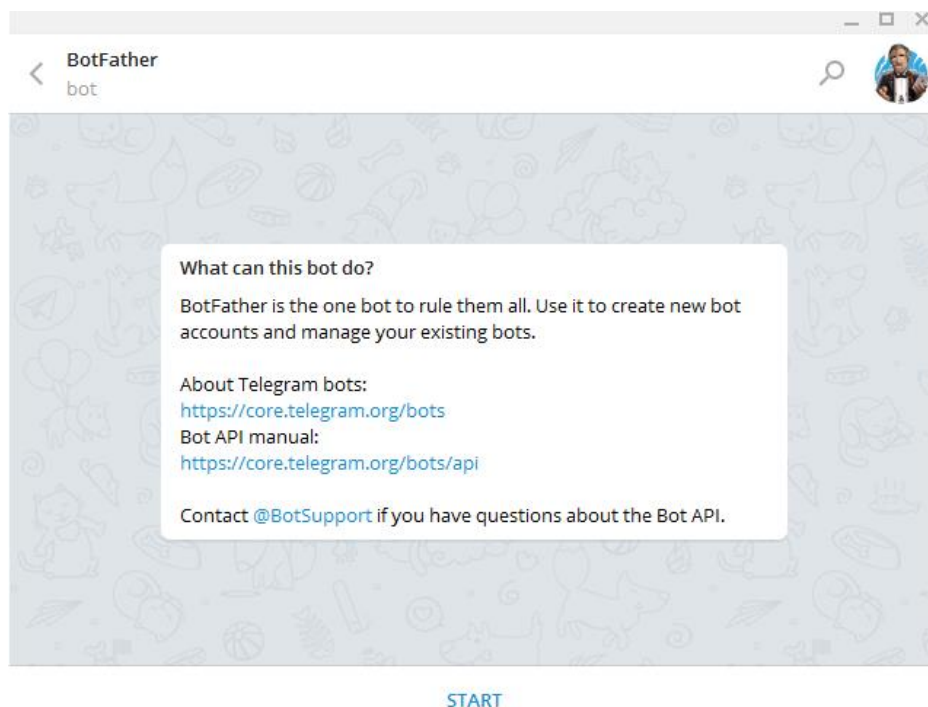 BotFather
bot
What can this bot do?
BotFather is the one bot to rule them all. Use it to create new bot
accounts and manage your existing bots.
About Telegram bots:
https://core.telegram.org/bots
Bot API manual:
https://core.telegram.org/bots/api
Contact @BotSupport if you have questions about the Bot API.
START